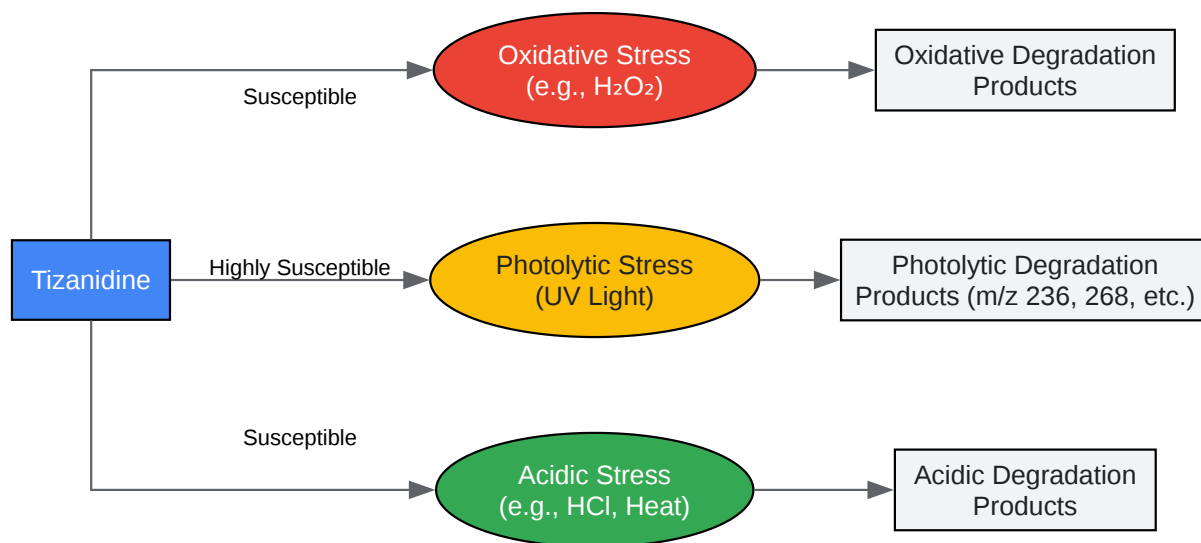 Oxidative Stress
(e.g., H₂O₂)
Oxidative Degradation
Products
Susceptible
Tizanidine
Highly Susceptible
Photolytic Stress
(UV Light)
Photolytic Degradation
Products (m/z 236, 268, etc.)
Susceptible
Acidic Stress
(e.g., HCl, Heat)
Acidic Degradation
Products